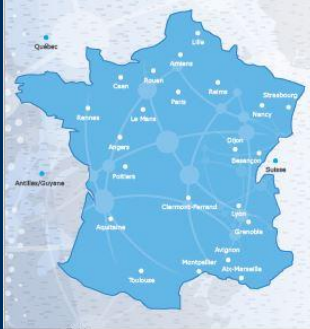 Lille
Québec
Amiens
Rouen
Caen
Reims
Strasbourg
Paris
Nancy
Rennes
Le Mans
Dijon
Angers
Besançon
Suisse
Poitiers
Antilles/Guyane
Clermont-Ferrand
Lyon
Aquitaine
Grenoble
Avignon
Montpellier
Aix-Marseille
Toulouse